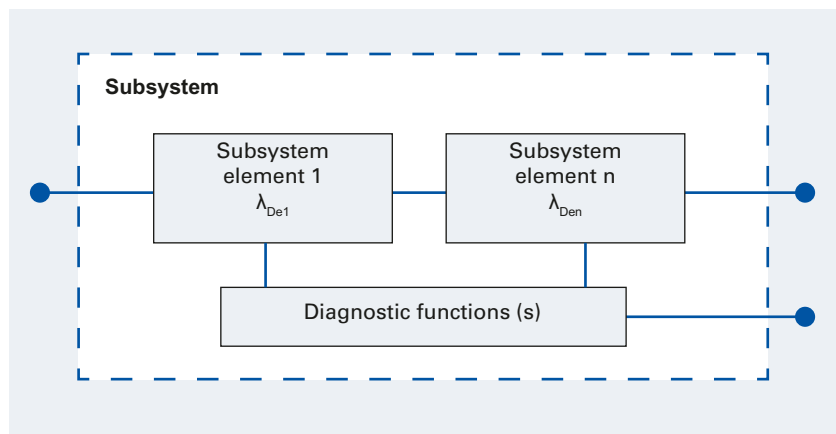 Subsystem
Subsystem
element 1
λDe1
Subsystem
element n
λDen
Diagnostic functions (s)